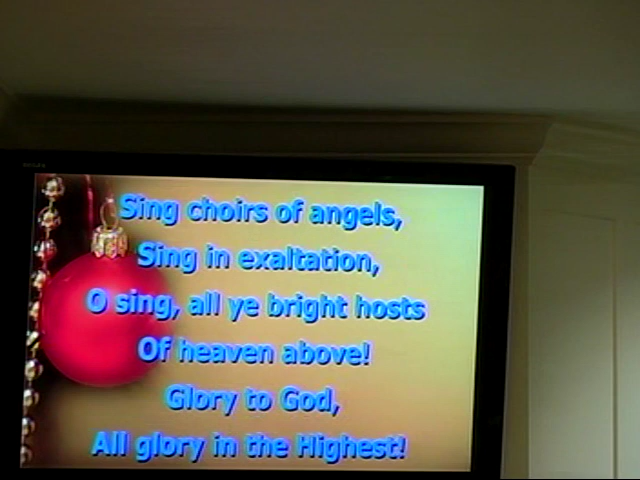 Sing choirs of angels,
Sing in exaltation,
O sing, all ye bright hosts
Of heaven above!
Glory to God,
All glory in the Highest!